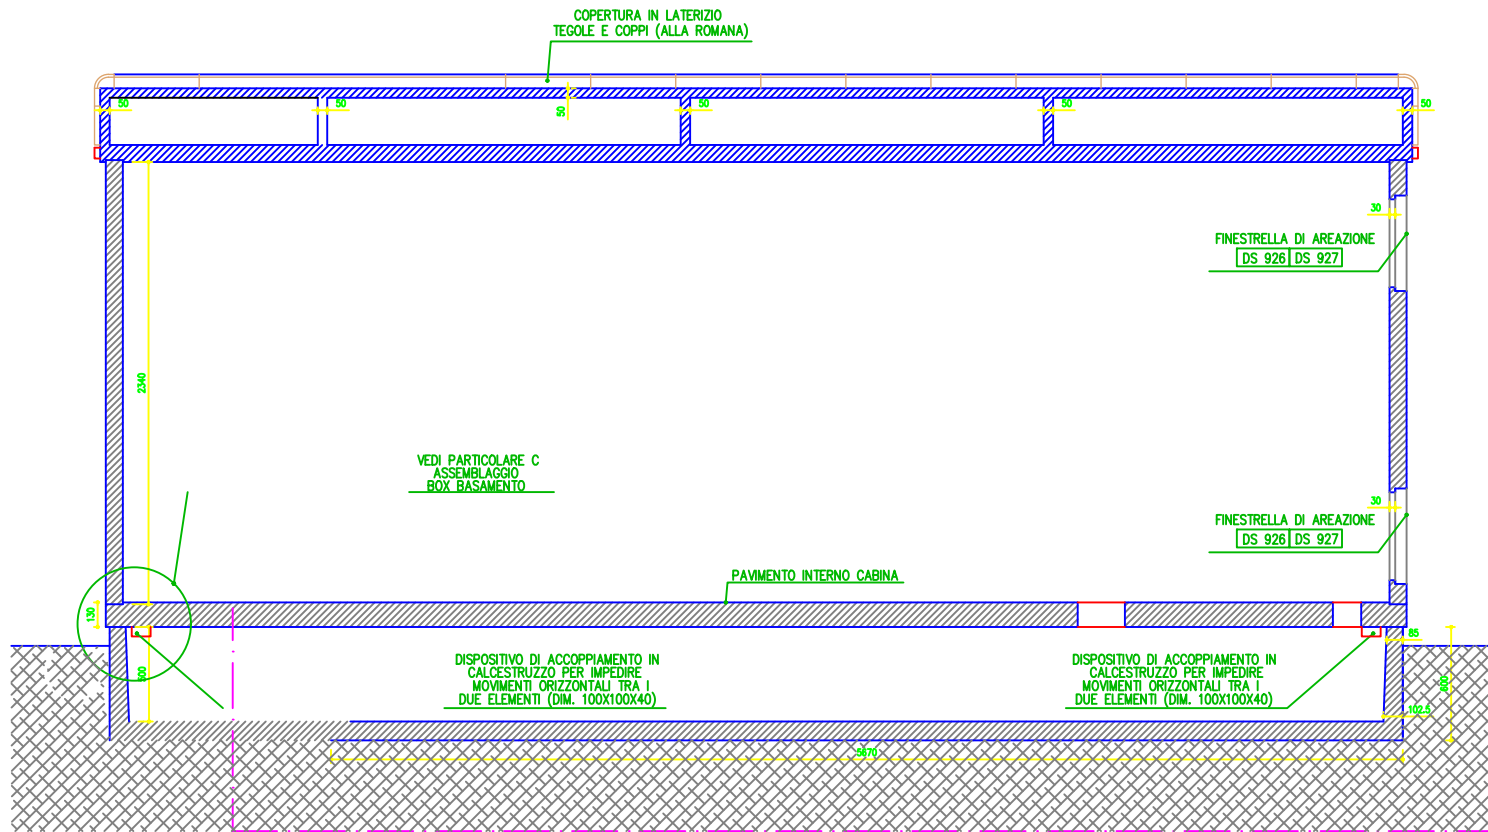 COPERTURA IN LATERIZIO
TEGOLE E COPPI (ALLA ROMANA)
50
50
50
50
50
50
30
FINESTRELLA DI AREAZIONE
DS 926 DS 927
2340
VEDI PARTICOLARE C
ASSEMBLAGGIO
BOX BASAMENTO
30
FINESTRELLA DI AREAZIONE
DS 926 DS 927
PAVIMENTO INTERNO CABINA
130
85
DISPOSITIVO DI ACCOPPIAMENTO IN
CALCESTRUZZO PER IMPEDIRE
MOVIMENTI ORIZZONTALI TRA I
DUE ELEMENTI (DIM. 100X100X40)
DISPOSITIVO DI ACCOPPIAMENTO IN
CALCESTRUZZO PER IMPEDIRE
MOVIMENTI ORIZZONTALI TRA I
DUE ELEMENTI (DIM. 100X100X40)
102.5
5670